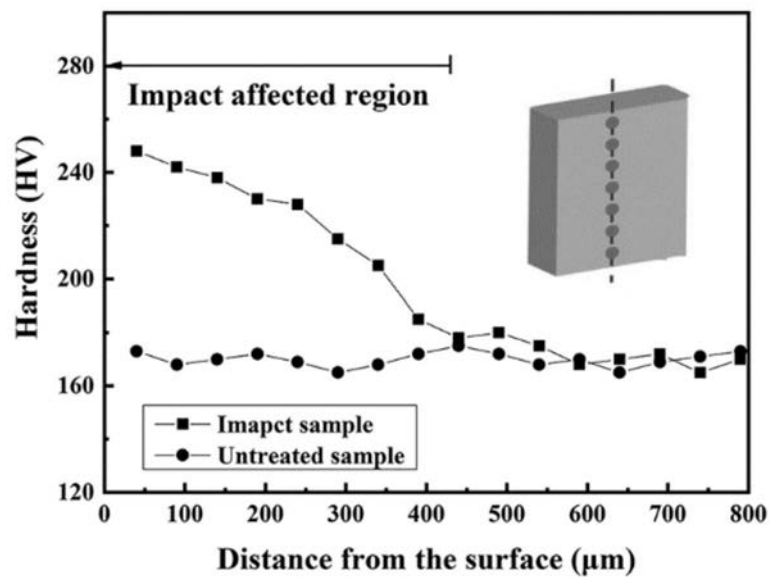 280
240
200
160
120
Hardness (HV)
Impact affected region
Imapct sample
Untreated sample
0 100 200 300 400 500 600 700 800
Distance from the surface (μm)